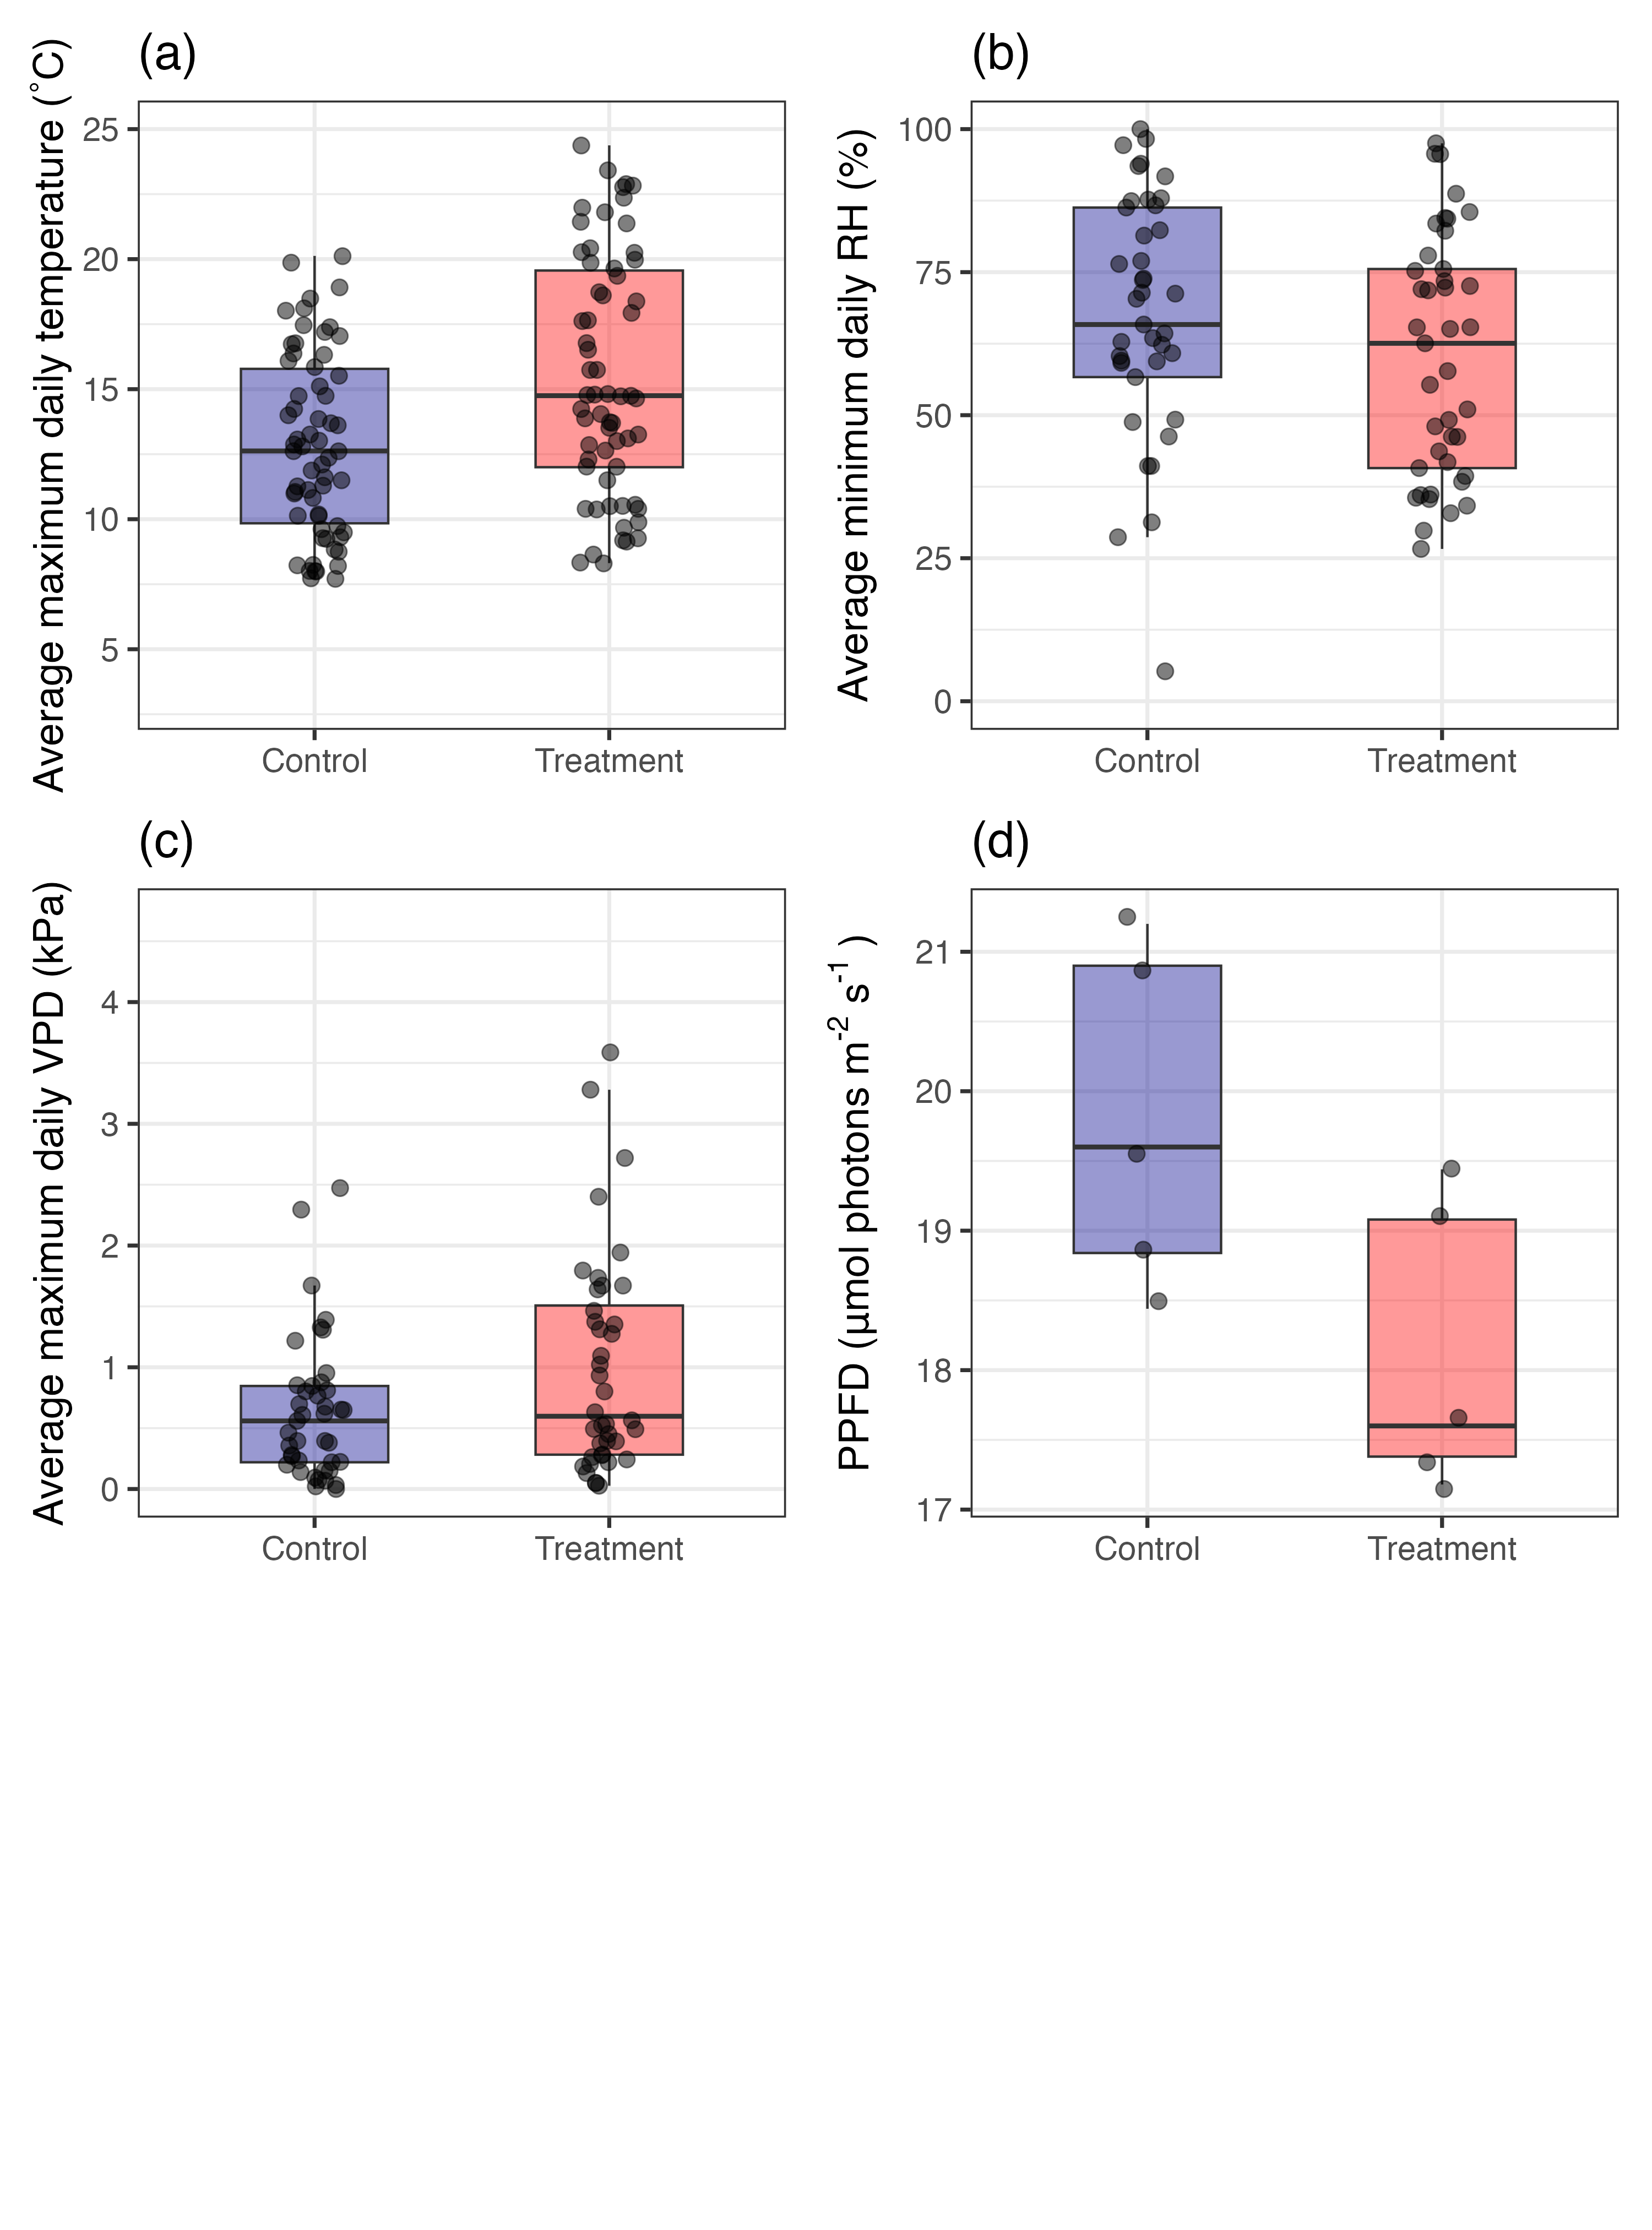 (a)
Average maximum daily temperature (°C)
25
20
15
10
5
Control Treatment
(b)
Average minimum daily RH (%)
100
75
50
25
0
Control Treatment
(c)
Average maximum daily VPD (kPa)
4
3
2
1
0
Control Treatment
(d)
PPFD (µmol photons m⁻² s⁻¹ )
21
20
19
18
17
Control Treatment